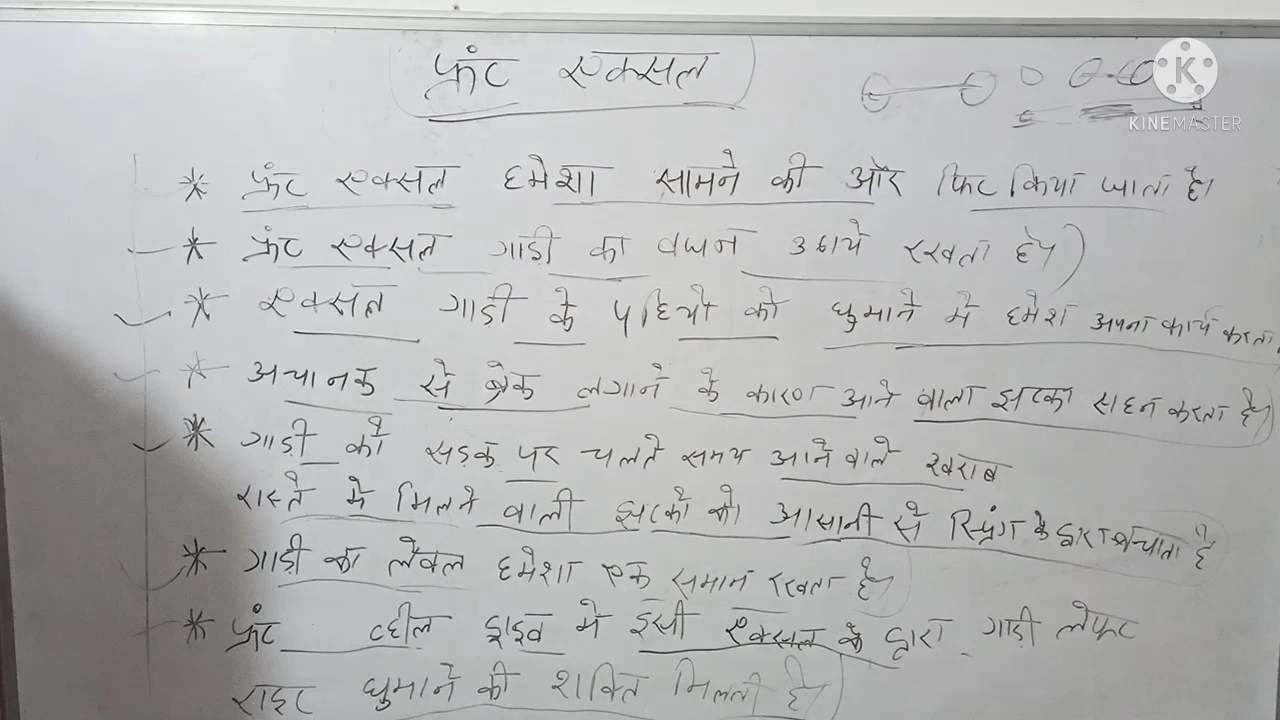 फ्रंट एक्सल
K
KINEMASTER
* फ्रंट एक्सल हमेशा सामने की ओर फिट किया जाता है।
* फ्रंट एक्सल गाडी का वजन उठाये रखता है।
* एक्सल गाडी के पहियो को घुमाने मे हमेश अपना कार्य करता
* अचानक से ब्रेक लगाने के कारण आने वाला झटका सहन करता है।
* गाडी को सड़क पर चलते समय आने वाले खराब
रास्ते मे मिलने वाली झटको को आसानी से स्प्रिंग के द्वारा बचाता है
* गाडी का लेवल हमेशा एक समान रखता है।
* फ्रंट व्हील ड्राइव मे इसी एक्सल के द्वारा गाडी लेफ्ट
राइट घुमाने की शक्ति मिलती है।